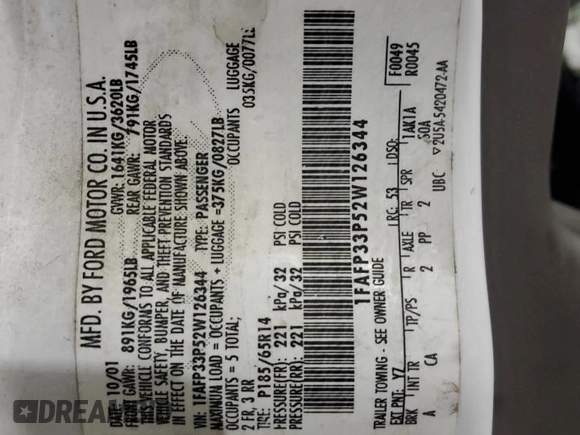 MFD. BY FORD MOTOR CO. IN U.S.A.
DATE: 10/01 GVWR: 1641KG/3620LB
FRONT GAWR: 891KG/1965LB REAR GAWR: 791KG/1745LB
THIS VEHICLE CONFORMS TO ALL APPLICABLE FEDERAL MOTOR
VEHICLE SAFETY, BUMPER, AND THEFT PREVENTION STANDARDS
IN EFFECT ON THE DATE OF MANUFACTURE SHOWN ABOVE.
VIN: 1FAFP33P52W126344 TYPE: PASSENGER
MAXIMUM LOAD = OCCUPANTS + LUGGAGE =375KG/0827LB
OCCUPANTS = 5 TOTAL; OCCUPANTS LUGGAGE
2 FR, 3 RR 035KG/0077LB
TIRE: P185/65R14
PRESSURE(FR): 221 kPa/ 32 PSI COLD
PRESSURE(RR): 221 kPa/ 32 PSI COLD
1FAFP33P52W126344
TRAILER TOWING - SEE OWNER GUIDE F0049
EXT PNT: YZ RC: 53 DSO: R0045
BRK INT TR TP/PS R AXLE TR SPR 1AK1A
A CA 2 PP 2 SOA
UBC ▽2U5A-5420472-AA
DREAM